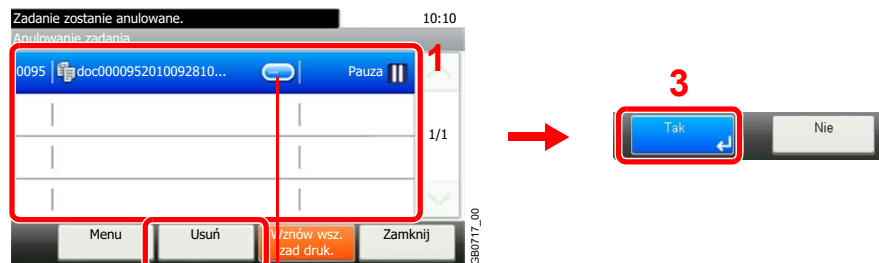 Zadanie zostanie anulowane.
10:10
Anulowanie zadania
0095 doc0000952010092810... Pauza
1
1/1
Menu Usuń Wznów wsz. zad druk. Zamknij
GB0717_00
3
Tak Nie